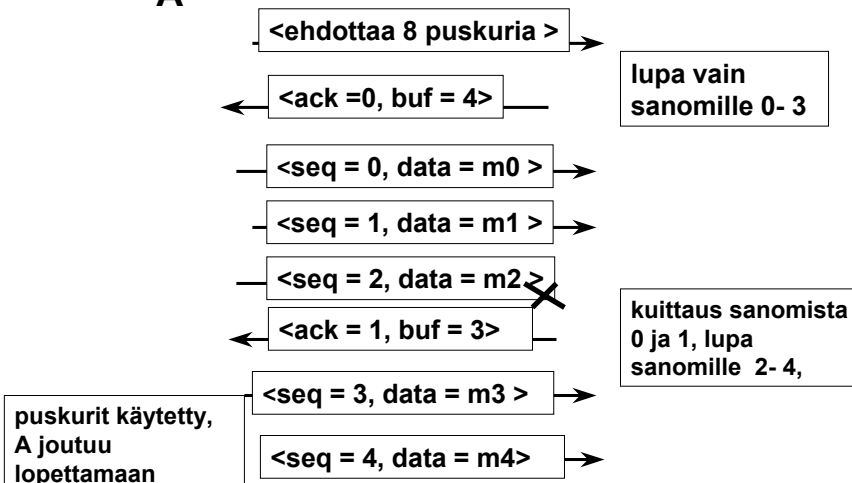 A
<ehdottaa 8 puskuria >
lupa vain
sanomille 0- 3
<ack =0, buf = 4>
<seq = 0, data = m0 >
<seq = 1, data = m1 >
<seq = 2, data = m2 >
<ack = 1, buf = 3>
kuittaus sanomista
0 ja 1, lupa
sanomille 2- 4,
<seq = 3, data = m3 >
puskurit käytetty,
A joutuu
lopettamaan
<seq = 4, data = m4>